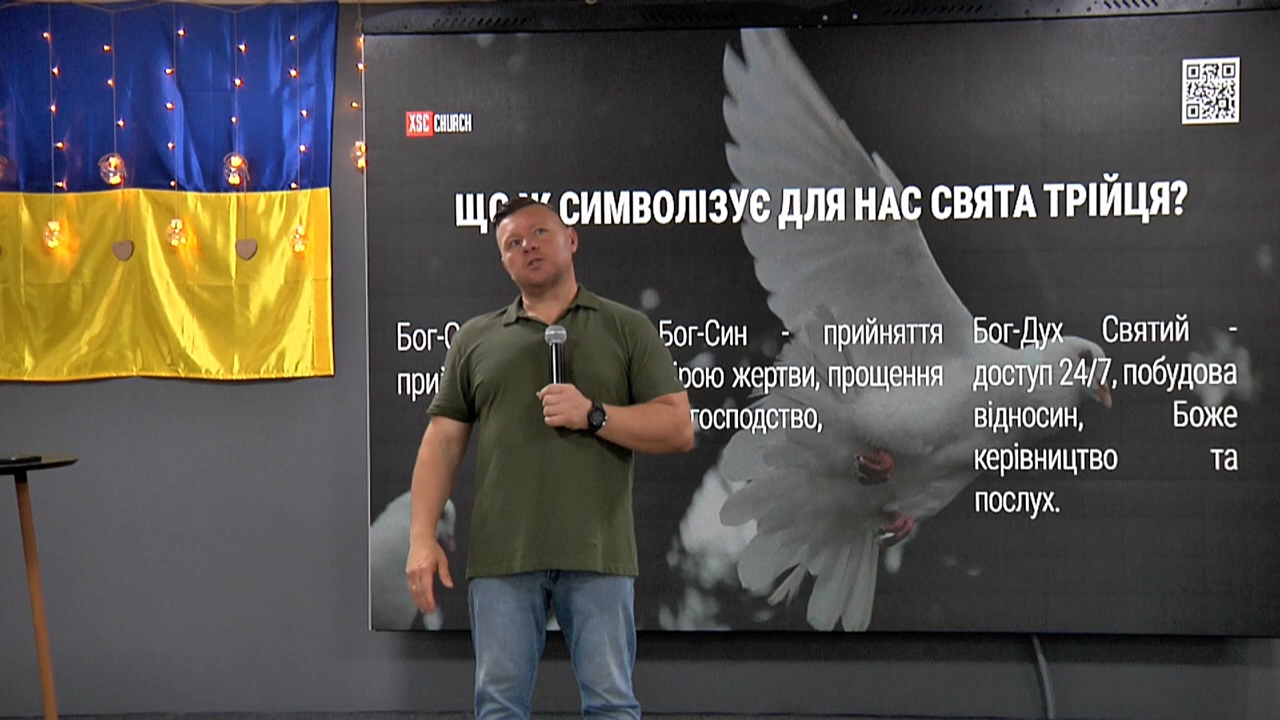 XSC CHURCH
СИМВОЛІЗУЄ ДЛЯ НАС СВЯТА ТРІЙЦЯ?
Бог-Син - прийняття
жертви, прощення
господство,
Бог-Дух Святий -
доступ 24/7, побудова
відносин, Боже
керівництво та
послух.